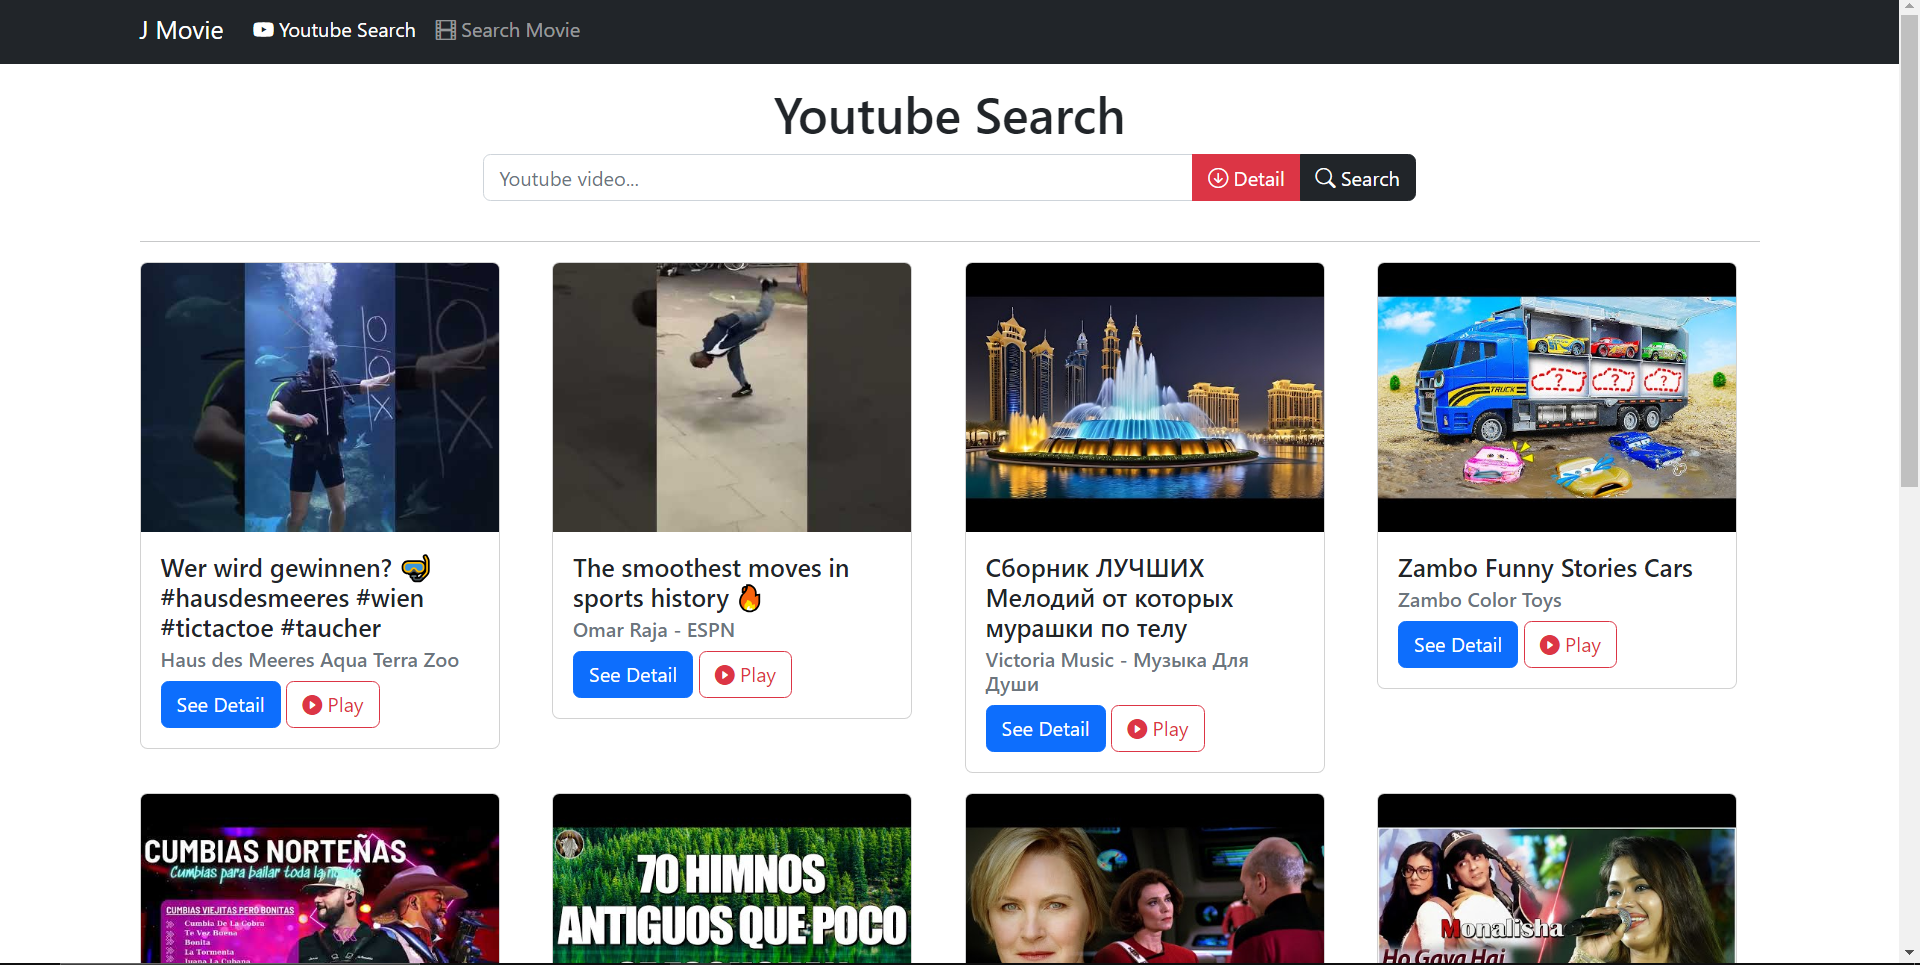 J Movie
Youtube Search
Search Movie
Youtube Search
Youtube video...
Detail
Search
TRUCK
? ? ?
Wer wird gewinnen? 🤿
#hausdesmeeres #wien
#tictactoe #taucher
Haus des Meeres Aqua Terra Zoo
See Detail
Play
The smoothest moves in
sports history 🔥
Omar Raja - ESPN
See Detail
Play
Сборник ЛУЧШИХ
Мелодий от которых
мурашки по телу
Victoria Music - Музыка Для
Души
See Detail
Play
Zambo Funny Stories Cars
Zambo Color Toys
See Detail
Play
CUMBIAS NORTEÑAS
Cumbias para bailar toda la noche
CUMBIAS VIEJITAS PERO BONITAS
Cumbia De La Cobra
Te Vez Buena
Bonita
La Tormenta
Juana La Cubana
70 HIMNOS
ANTIGUOS QUE POCO
Monalisha
Ho Gaya Hai